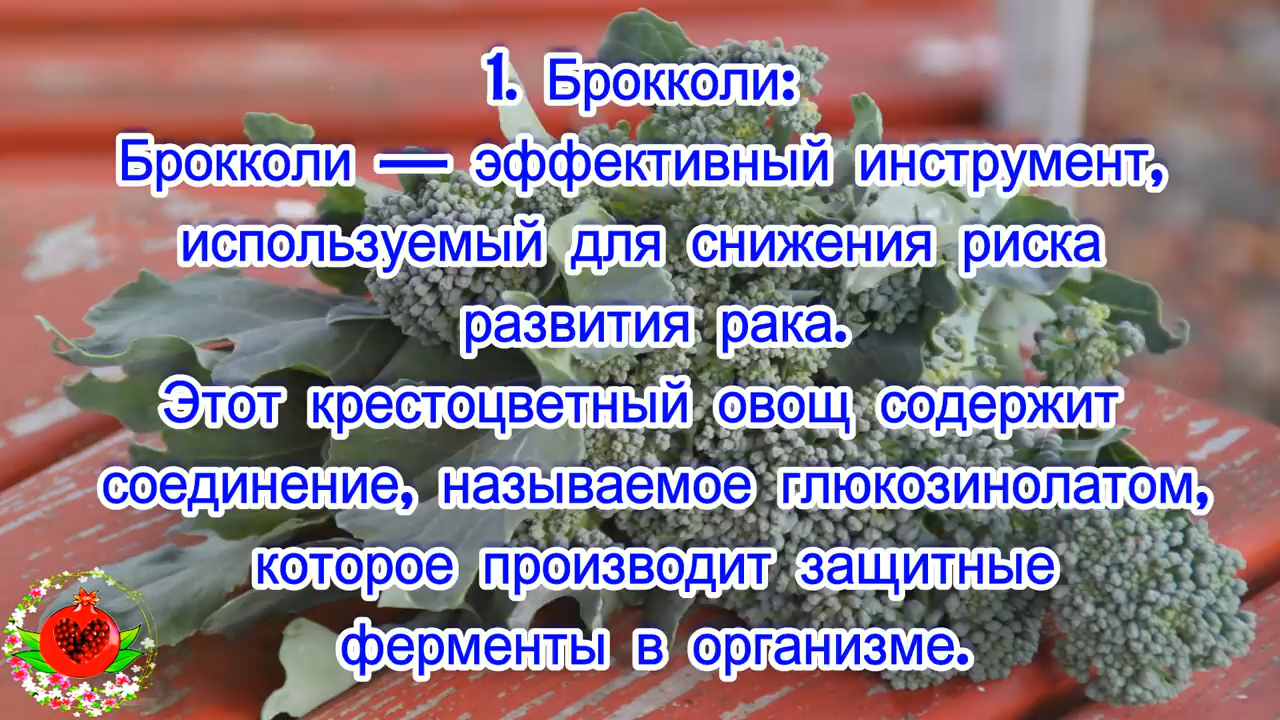 1. Брокколи:
Брокколи — эффективный инструмент,
используемый для снижения риска
развития рака.
Этот крестоцветный овощ содержит
соединение, называемое глюкозинолатом,
которое производит защитные
ферменты в организме.